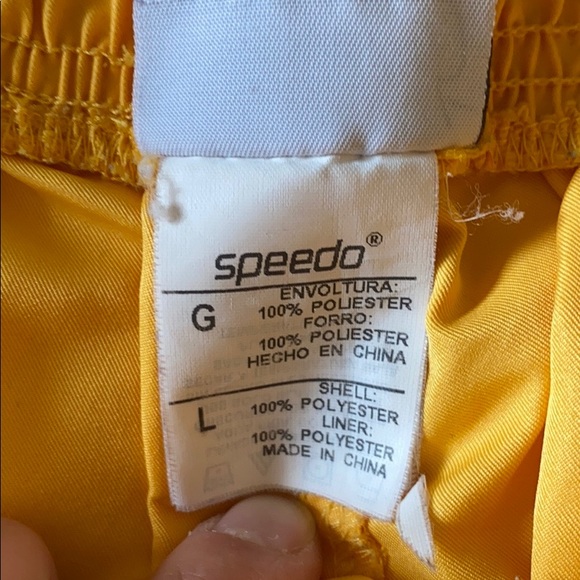 speedo®
ENVOLTURA:
G 100% POLIESTER
FORRO:
100% POLIESTER
HECHO EN CHINA
SHELL:
L 100% POLYESTER
LINER:
100% POLYESTER
MADE IN CHINA